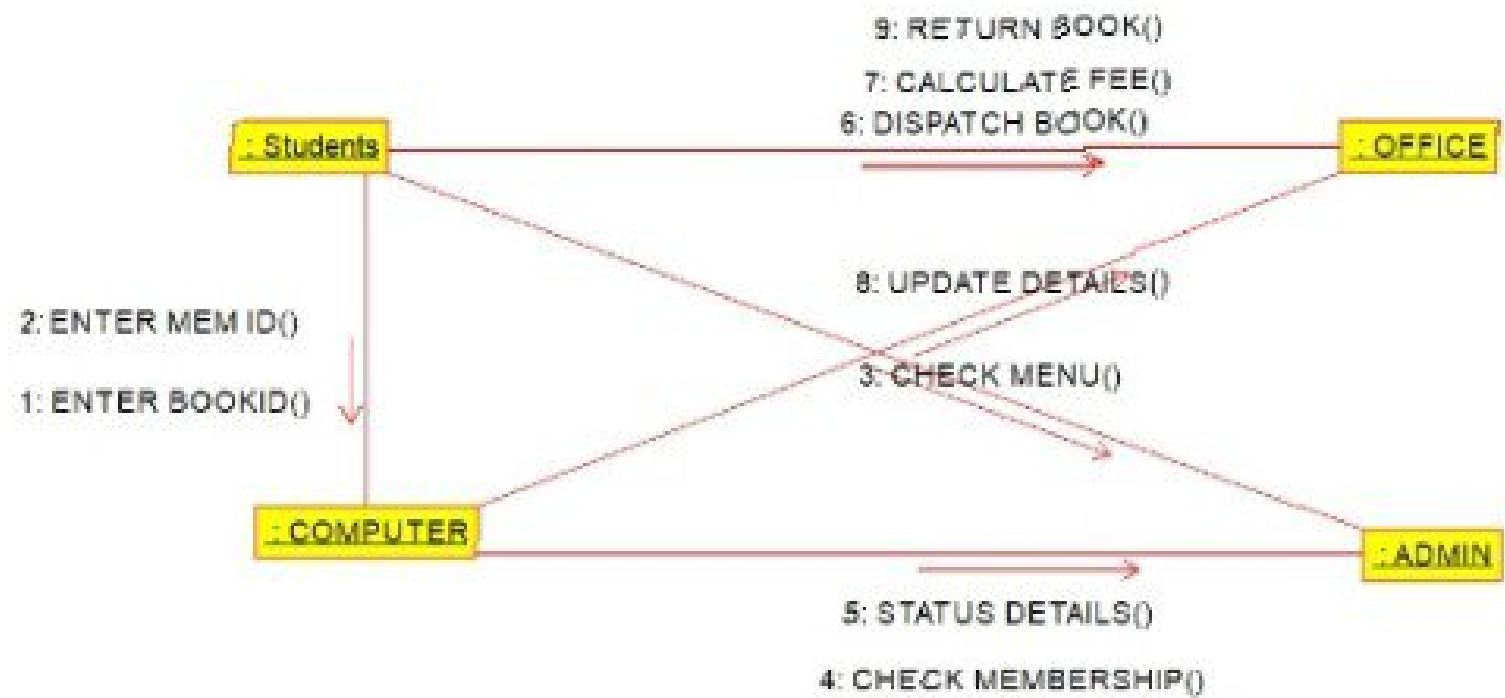 9: RETURN BOOK()
7: CALCULATE FEE()
6: DISPATCH BOOK()
: Students
: OFFICE
8: UPDATE DETAILS()
2: ENTER MEM ID()
3: CHECK MENU()
1: ENTER BOOKID()
: COMPUTER
: ADMIN
5: STATUS DETAILS()
4: CHECK MEMBERSHIP()